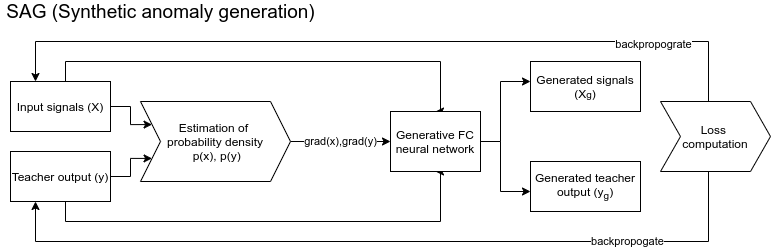 SAG (Synthetic anomaly generation)
backpropograte
Input signals (X)
Teacher output (y)
Estimation of
probability density
p(x), p(y)
grad(x),grad(y)
Generative FC
neural network
Generated signals
(Xg)
Generated teacher
output (yg)
Loss
computation
backpropogate